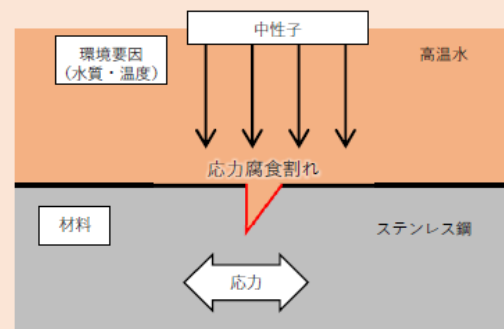 中性子
環境要因
(水質・温度)
高温水
応力腐食割れ
材料
ステンレス鋼
応力